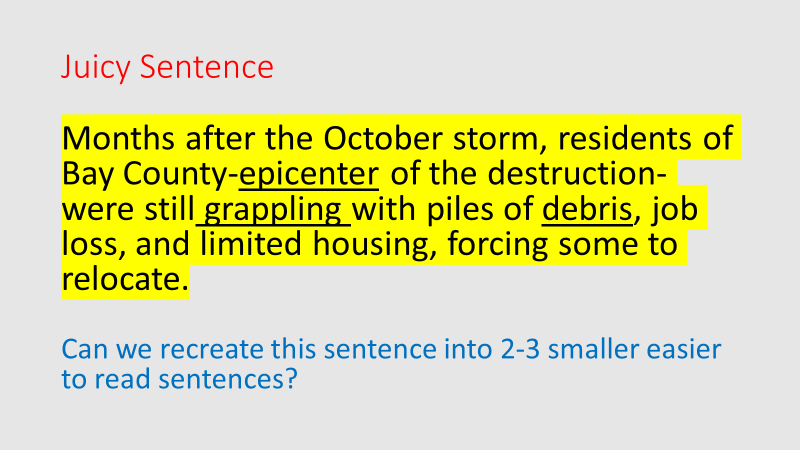 Juicy Sentence
Months after the October storm, residents of
Bay County-epicenter of the destruction-
were still grappling with piles of debris, job
loss, and limited housing, forcing some to
relocate.
Can we recreate this sentence into 2-3 smaller easier
to read sentences?